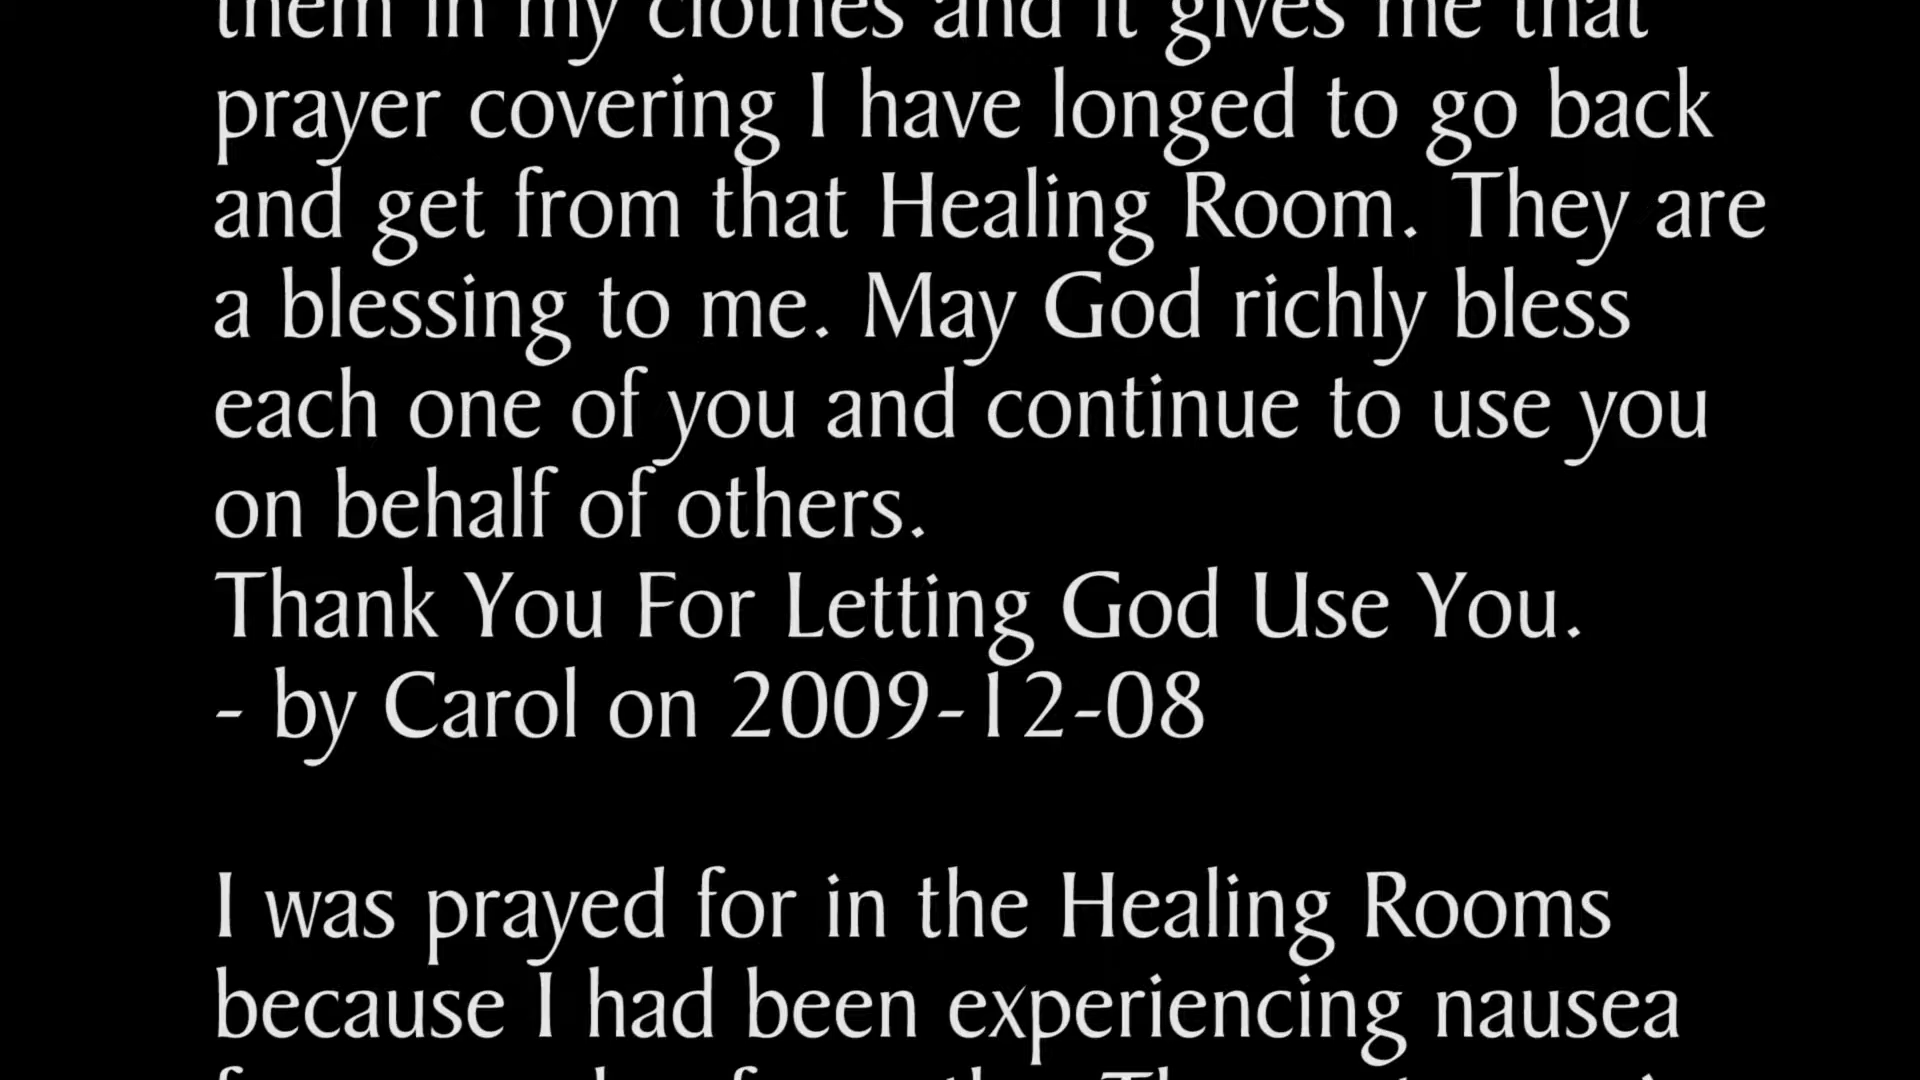 them in my clothes and it gives me that
prayer covering I have longed to go back
and get from that Healing Room. They are
a blessing to me. May God richly bless
each one of you and continue to use you
on behalf of others.
Thank You For Letting God Use You.
- by Carol on 2009-12-08
I was prayed for in the Healing Rooms
because I had been experiencing nausea